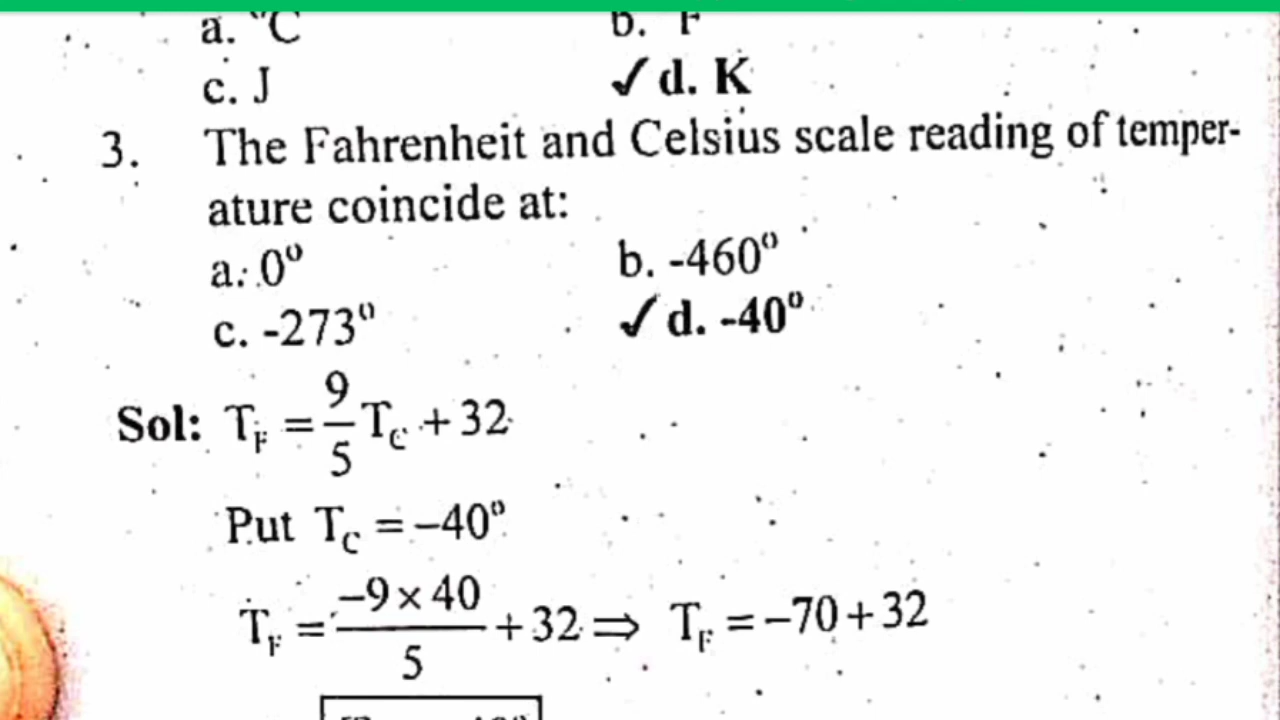 a. °C b. F
c. J ✓d. K
3. The Fahrenheit and Celsius scale reading of temper-
ature coincide at:
a. 0° b. -460°
c. -273° ✓d. -40°
Sol: T_F = 9/5 T_C + 32
Put T_C = –40°
T_F = –9 × 40 / 5 + 32 ⇒ T_F = –70 + 32